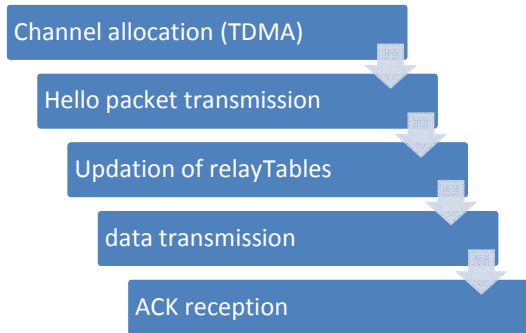 Channel allocation (TDMA)
Hello packet transmission
Updation of relayTables
data transmission
ACK reception